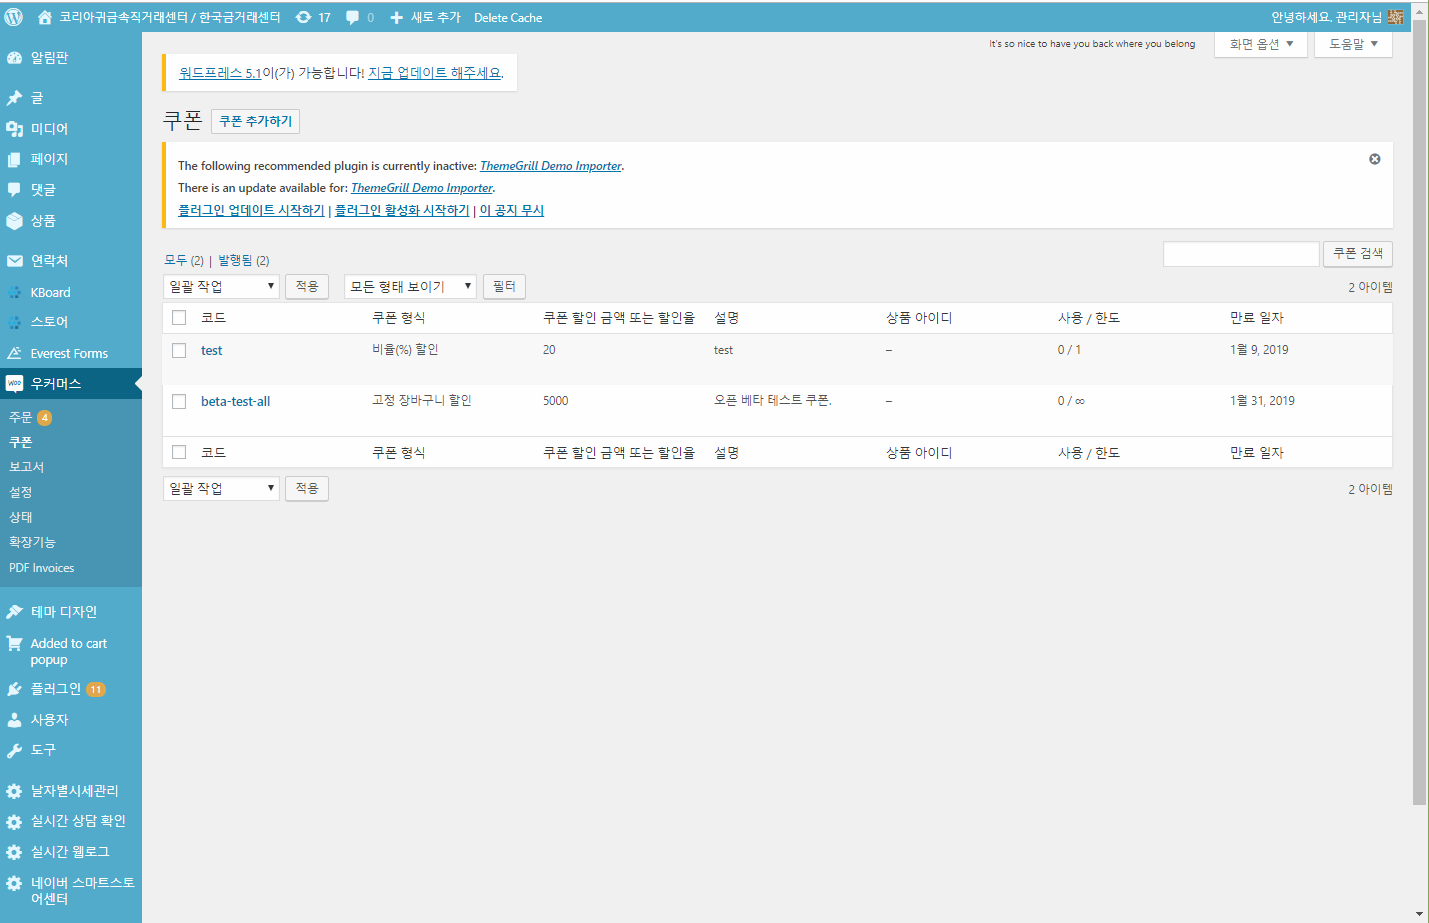 코리아귀금속직거래센터 / 한국금거래센터 17 0 새로 추가 Delete Cache 안녕하세요. 관리자님
It's so nice to have you back where you belong 화면 옵션 ▼ 도움말 ▼
알림판
글
미디어
페이지
댓글
상품
연락처
KBoard
스토어
Everest Forms
우커머스
주문 4
쿠폰
보고서
설정
상태
확장기능
PDF Invoices
테마 디자인
Added to cart
popup
플러그인 11
사용자
도구
날자별시세관리
실시간 상담 확인
실시간 웹로그
네이버 스마트스토
어센터
워드프레스 5.1이(가) 가능합니다! 지금 업데이트 해주세요.
쿠폰 쿠폰 추가하기
The following recommended plugin is currently inactive: ThemeGrill Demo Importer.
There is an update available for: ThemeGrill Demo Importer.
플러그인 업데이트 시작하기 | 플러그인 활성화 시작하기 | 이 공지 무시
모두 (2) | 발행됨 (2) 쿠폰 검색
일괄 작업 적용 모든 형태 보이기 필터 2 아이템
코드 쿠폰 형식 쿠폰 할인 금액 또는 할인율 설명 상품 아이디 사용 / 한도 만료 일자
test 비율(%) 할인 20 test – 0 / 1 1월 9, 2019
beta-test-all 고정 장바구니 할인 5000 오픈 베타 테스트 쿠폰. – 0 / ∞ 1월 31, 2019
코드 쿠폰 형식 쿠폰 할인 금액 또는 할인율 설명 상품 아이디 사용 / 한도 만료 일자
일괄 작업 적용 2 아이템